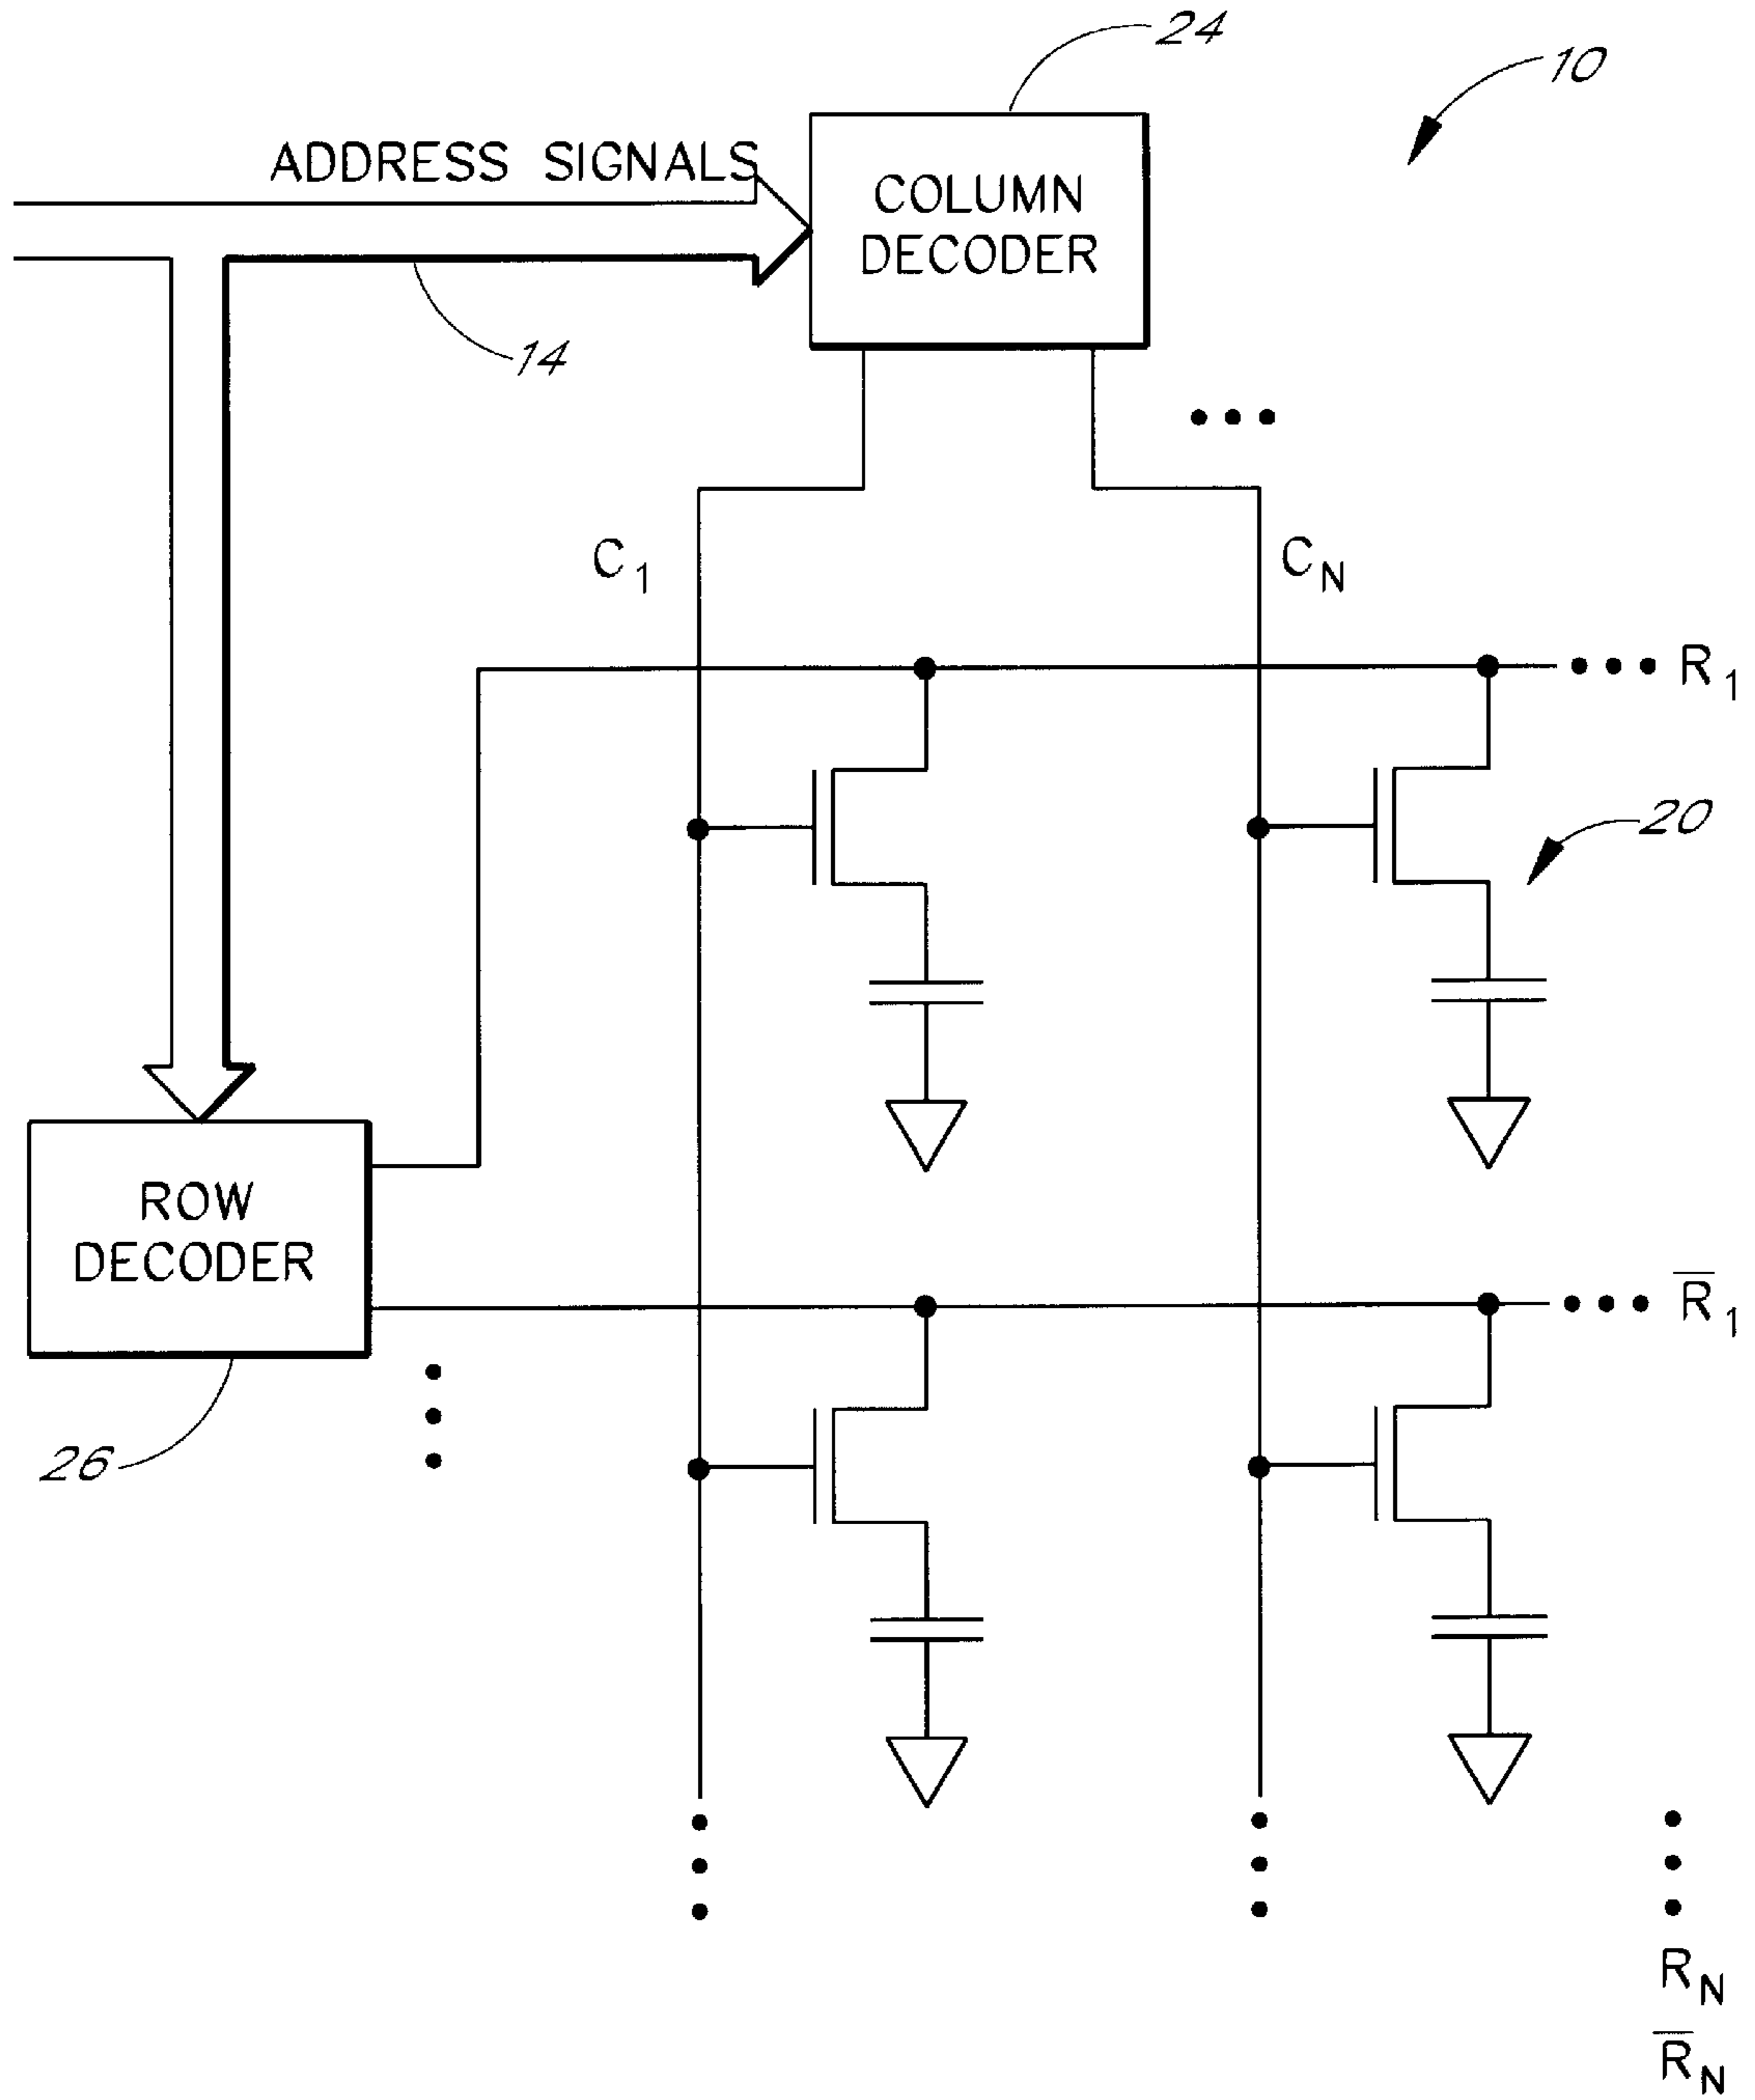 24
10
ADDRESS SIGNALS
COLUMN
DECODER
14
C1
CN
R1
20
ROW
DECODER
R̅1
26
RN
R̅N